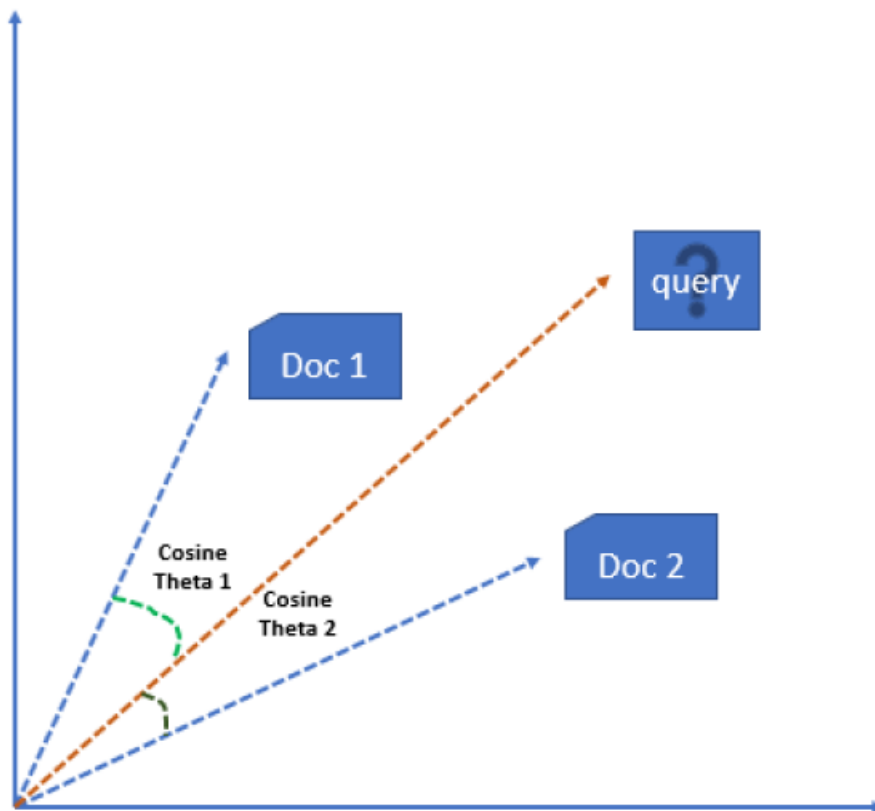 ?
query
Doc 1
Cosine
Theta 1
Doc 2
Cosine
Theta 2